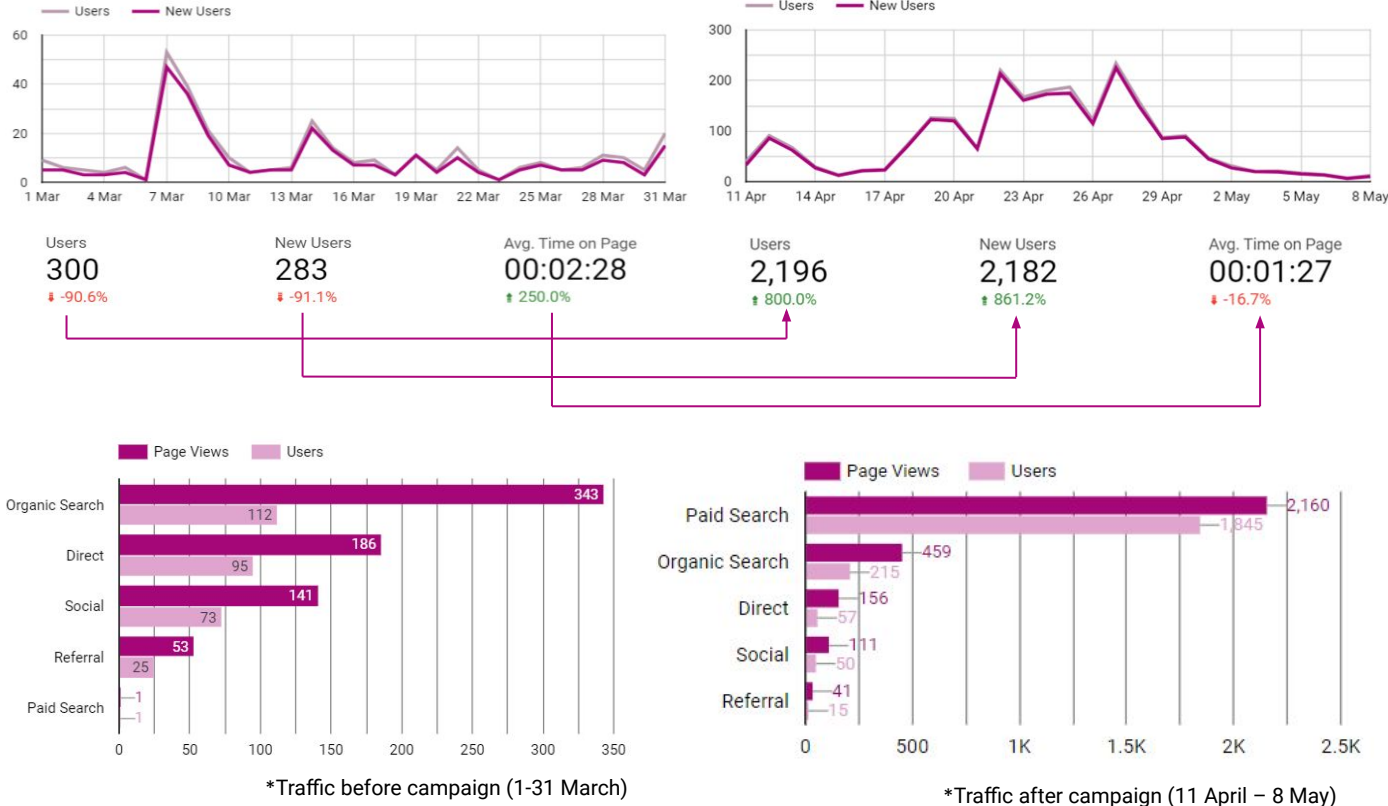 Users New Users
60
40
20
0
1 Mar 4 Mar 7 Mar 10 Mar 13 Mar 16 Mar 19 Mar 22 Mar 25 Mar 28 Mar 31 Mar
Users
300
-90.6%
New Users
283
-91.1%
Avg. Time on Page
00:02:28
250.0%
Users New Users
300
200
100
0
11 Apr 14 Apr 17 Apr 20 Apr 23 Apr 26 Apr 29 Apr 2 May 5 May 8 May
Users
2,196
800.0%
New Users
2,182
861.2%
Avg. Time on Page
00:01:27
-16.7%
Page Views Users
Organic Search 343
112
Direct 186
95
Social 141
73
Referral 53
25
Paid Search 1
1
0 50 100 150 200 250 300 350
*Traffic before campaign (1-31 March)
Page Views Users
Paid Search 2,160
1,845
Organic Search 459
215
Direct 156
57
Social 111
50
Referral 41
15
0 500 1K 1.5K 2K 2.5K
*Traffic after campaign (11 April – 8 May)